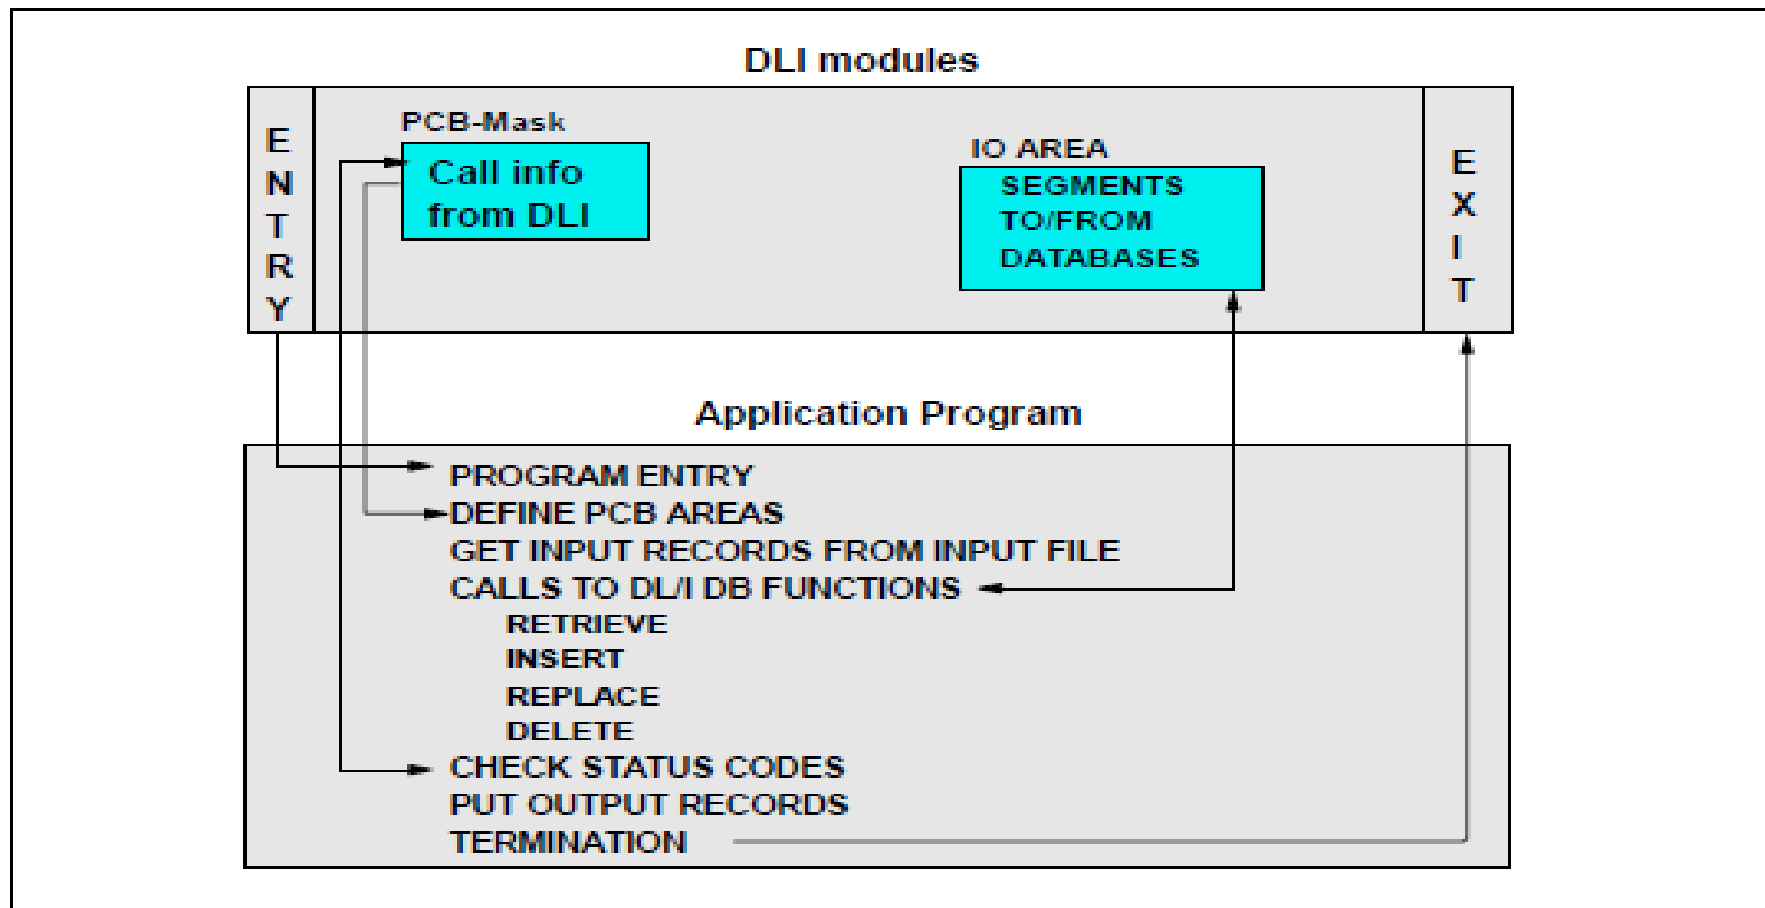 DLI modules
ENTRY
PCB-Mask
Call info
from DLI
IO AREA
SEGMENTS
TO/FROM
DATABASES
EXIT
Application Program
PROGRAM ENTRY
DEFINE PCB AREAS
GET INPUT RECORDS FROM INPUT FILE
CALLS TO DL/I DB FUNCTIONS
RETRIEVE
INSERT
REPLACE
DELETE
CHECK STATUS CODES
PUT OUTPUT RECORDS
TERMINATION